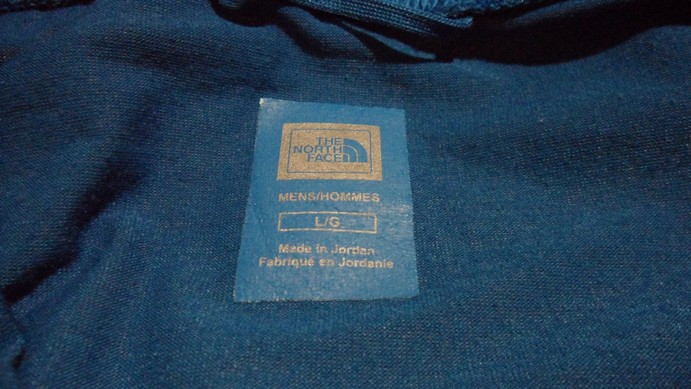 THE
NORTH
FACE
MENS/HOMMES
L/G
Made in Jordan
Fabriqué en Jordanie